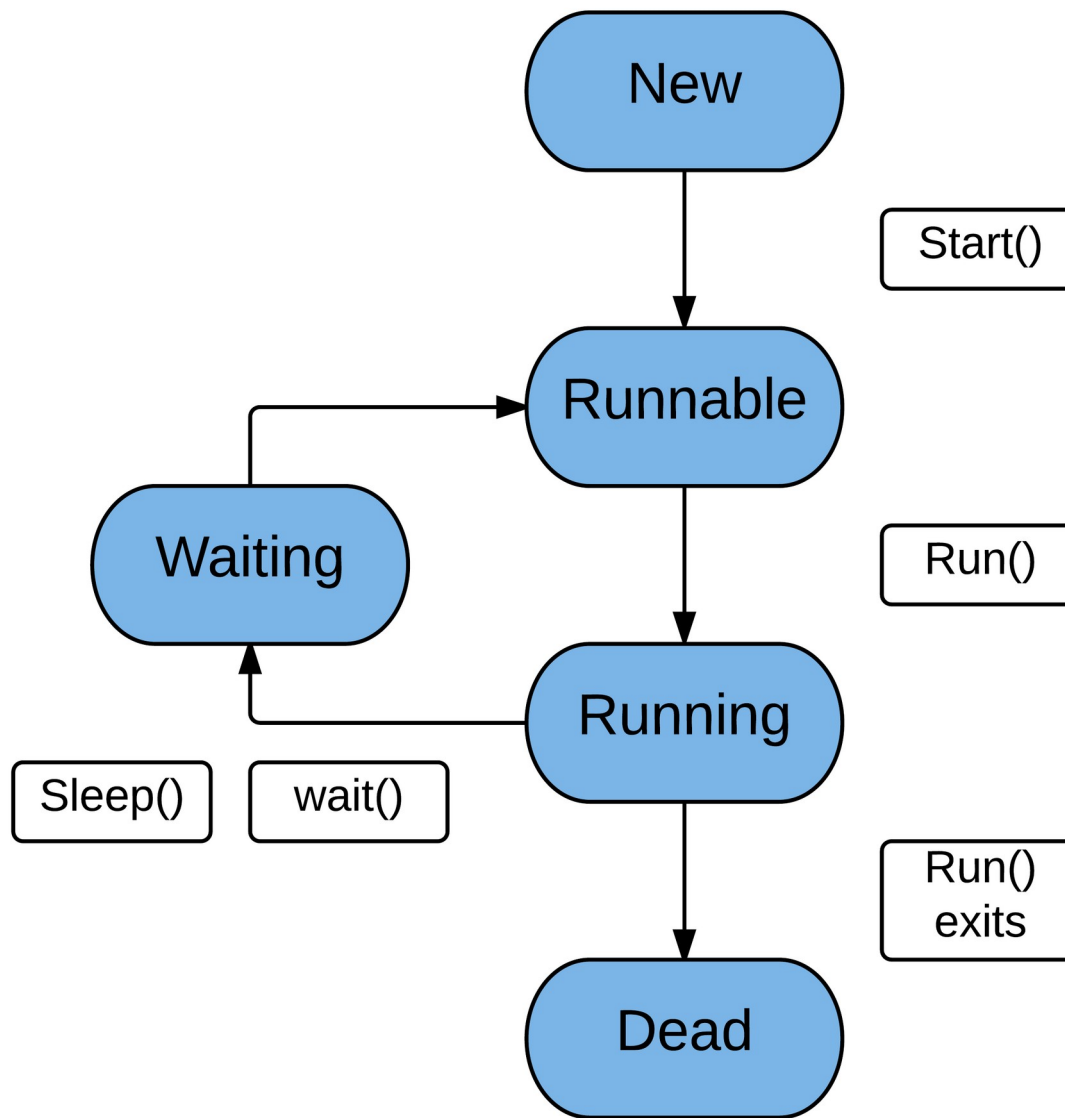 New
Start()
Runnable
Waiting
Run()
Running
Sleep()
wait()
Run()
exits
Dead